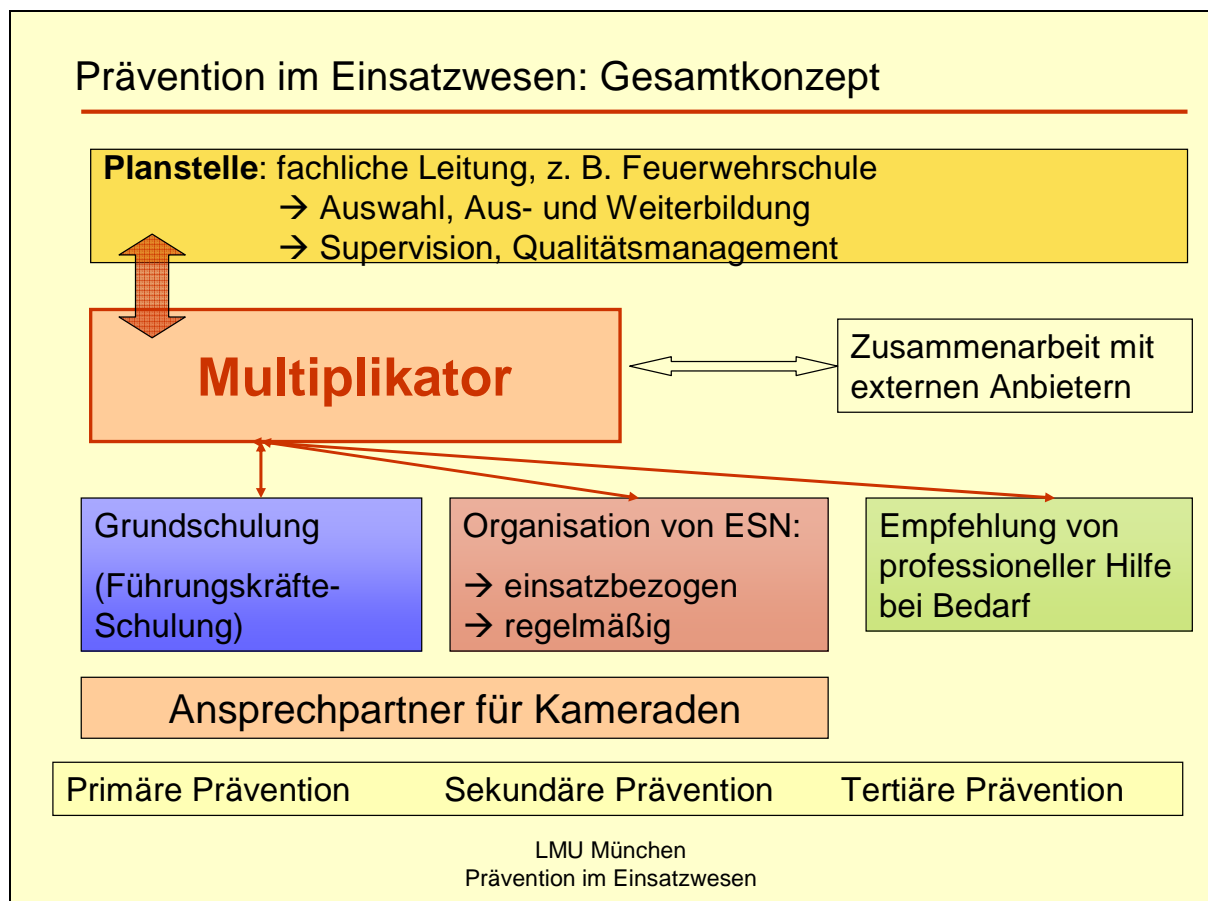 Prävention im Einsatzwesen: Gesamtkonzept
Planstelle: fachliche Leitung, z. B. Feuerwehrschule
→ Auswahl, Aus- und Weiterbildung
→ Supervision, Qualitätsmanagement
Multiplikator
Zusammenarbeit mit
externen Anbietern
Grundschulung
(Führungskräfte-
Schulung)
Organisation von ESN:
→ einsatzbezogen
→ regelmäßig
Empfehlung von
professioneller Hilfe
bei Bedarf
Ansprechpartner für Kameraden
Primäre Prävention Sekundäre Prävention Tertiäre Prävention
LMU München
Prävention im Einsatzwesen